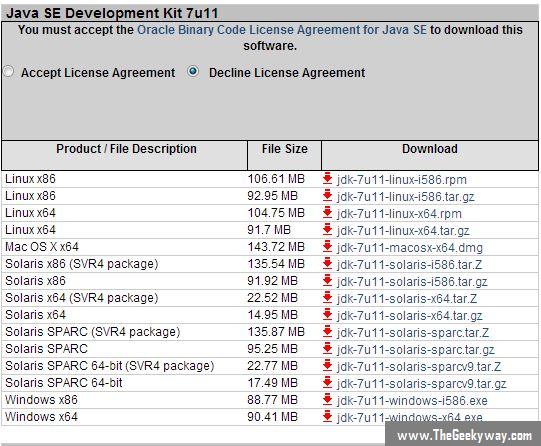 Java SE Development Kit 7u11
You must accept the Oracle Binary Code License Agreement for Java SE to download this
software.
Accept License Agreement Decline License Agreement
Product / File Description File Size Download
Linux x86 106.61 MB jdk-7u11-linux-i586.rpm
Linux x86 92.95 MB jdk-7u11-linux-i586.tar.gz
Linux x64 104.75 MB jdk-7u11-linux-x64.rpm
Linux x64 91.7 MB jdk-7u11-linux-x64.tar.gz
Mac OS X x64 143.72 MB jdk-7u11-macosx-x64.dmg
Solaris x86 (SVR4 package) 135.54 MB jdk-7u11-solaris-i586.tar.Z
Solaris x86 91.92 MB jdk-7u11-solaris-i586.tar.gz
Solaris x64 (SVR4 package) 22.52 MB jdk-7u11-solaris-x64.tar.Z
Solaris x64 14.95 MB jdk-7u11-solaris-x64.tar.gz
Solaris SPARC (SVR4 package) 135.87 MB jdk-7u11-solaris-sparc.tar.Z
Solaris SPARC 95.25 MB jdk-7u11-solaris-sparc.tar.gz
Solaris SPARC 64-bit (SVR4 package) 22.77 MB jdk-7u11-solaris-sparcv9.tar.Z
Solaris SPARC 64-bit 17.49 MB jdk-7u11-solaris-sparcv9.tar.gz
Windows x86 88.77 MB jdk-7u11-windows-i586.exe
Windows x64 90.41 MB jdk-7u11-windows-x64.exe
www.TheGeekyway.com